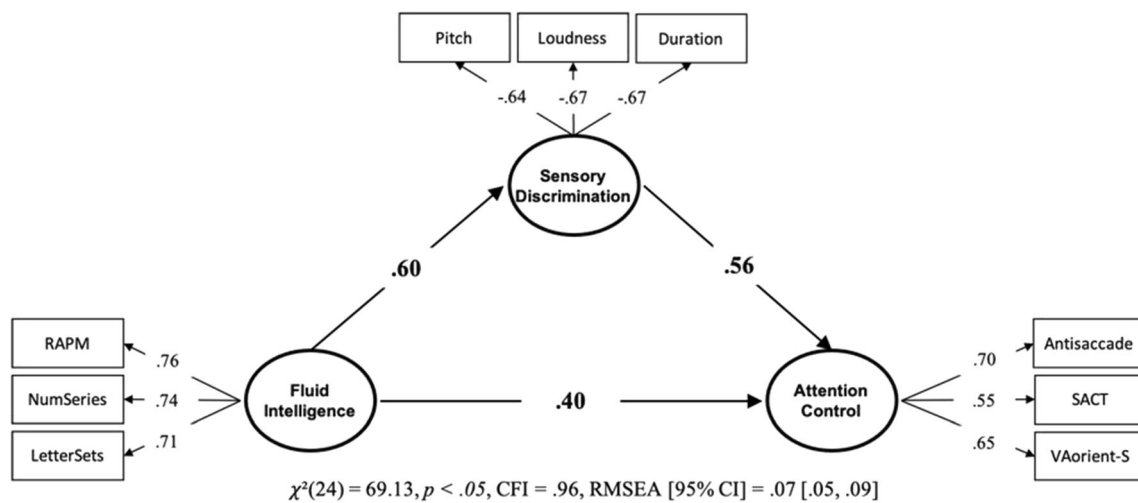 Pitch Loudness Duration
-.64 -.67 -.67
Sensory
Discrimination
.60 .56
RAPM
NumSeries
LetterSets
.76
.74
.71
Fluid
Intelligence
.40
Attention
Control
.70
.55
.65
Antisaccade
SACT
VAorient-S
χ²(24) = 69.13, p < .05, CFI = .96, RMSEA [95% CI] = .07 [.05, .09]